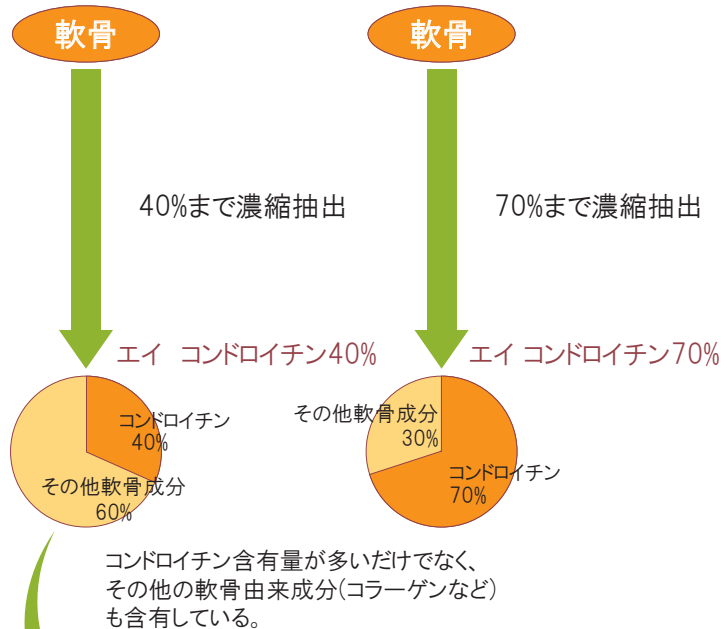 軟骨
軟骨
40%まで濃縮抽出
70%まで濃縮抽出
エイ　コンドロイチン40%
エイ コンドロイチン70%
コンドロイチン
40%
その他軟骨成分
60%
その他軟骨成分
30%
コンドロイチン
70%
コンドロイチン含有量が多いだけでなく、
その他の軟骨由来成分(コラーゲンなど)
も含有している。